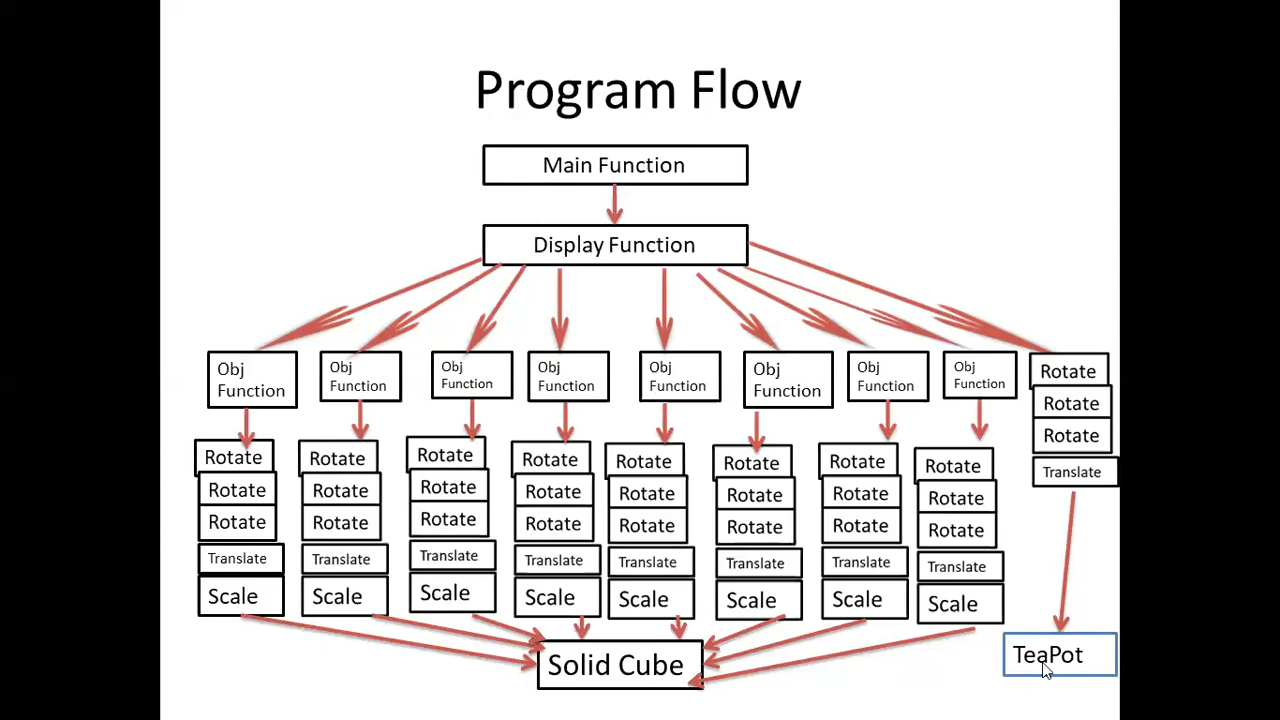 Program Flow
Main Function
Display Function
Obj
Function
Obj
Function
Obj
Function
Obj
Function
Obj
Function
Obj
Function
Obj
Function
Obj
Function
Rotate
Rotate
Rotate
Translate
Rotate
Rotate
Rotate
Translate
Scale
Rotate
Rotate
Rotate
Translate
Scale
Rotate
Rotate
Rotate
Translate
Scale
Rotate
Rotate
Rotate
Translate
Scale
Rotate
Rotate
Rotate
Translate
Scale
Rotate
Rotate
Rotate
Translate
Scale
Rotate
Rotate
Rotate
Translate
Scale
Rotate
Rotate
Rotate
Translate
Scale
Solid Cube
TeaPot